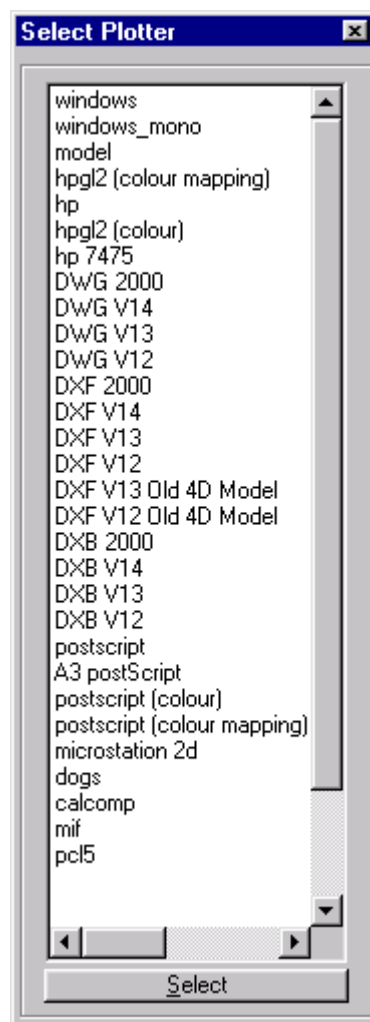 Select Plotter
windows
windows_mono
model
hpgl2 (colour mapping)
hp
hpgl2 (colour)
hp 7475
DWG 2000
DWG V14
DWG V13
DWG V12
DXF 2000
DXF V14
DXF V13
DXF V12
DXF V13 Old 4D Model
DXF V12 Old 4D Model
DXB 2000
DXB V14
DXB V13
DXB V12
postscript
A3 postScript
postscript (colour)
postscript (colour mapping)
microstation 2d
dogs
calcomp
mif
pcl5
Select